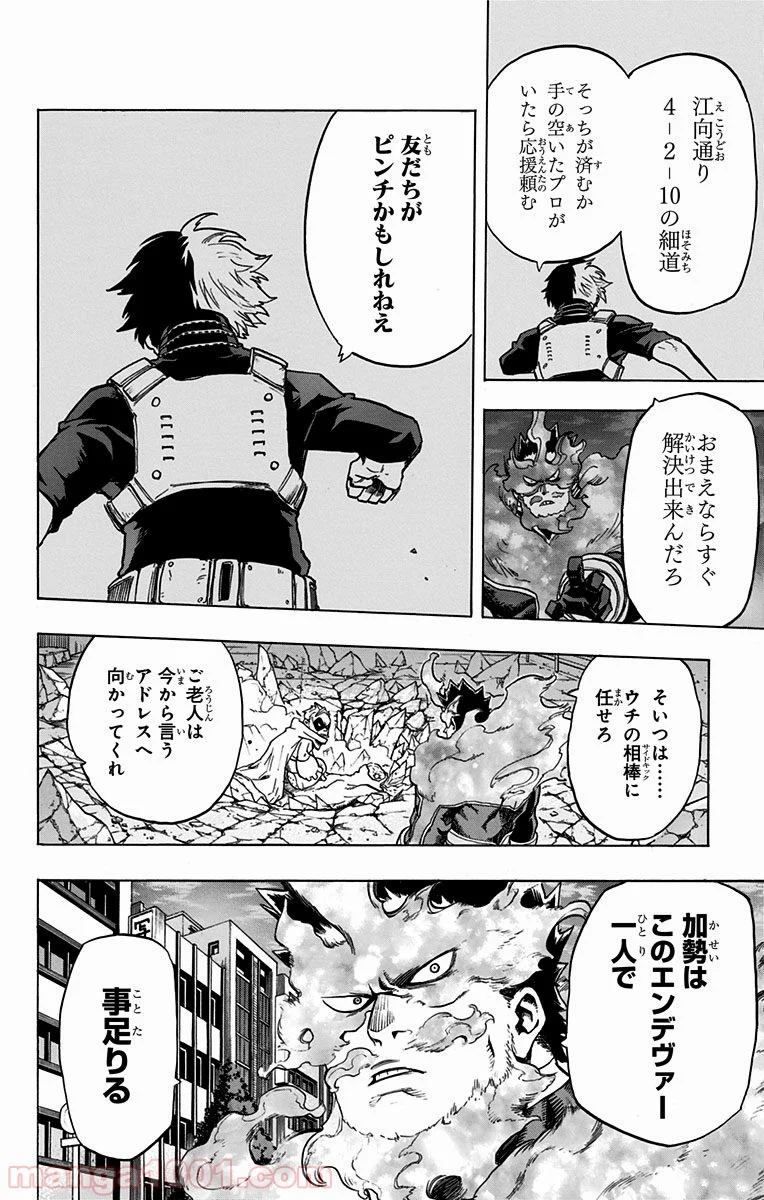 江向通り
4-2-10の細道
そっちが済むか
手の空いたプロが
いたら応援頼む
おまえならすぐ
解決出来んだろ
友だちが
ピンチかもしれねえ
そいつは……
ウチの相棒に
任せろ
ご老人は
今から言う
アドレスへ
向かってくれ
加勢は
このエンデヴァー
一人で
事足りる
manga1001.com